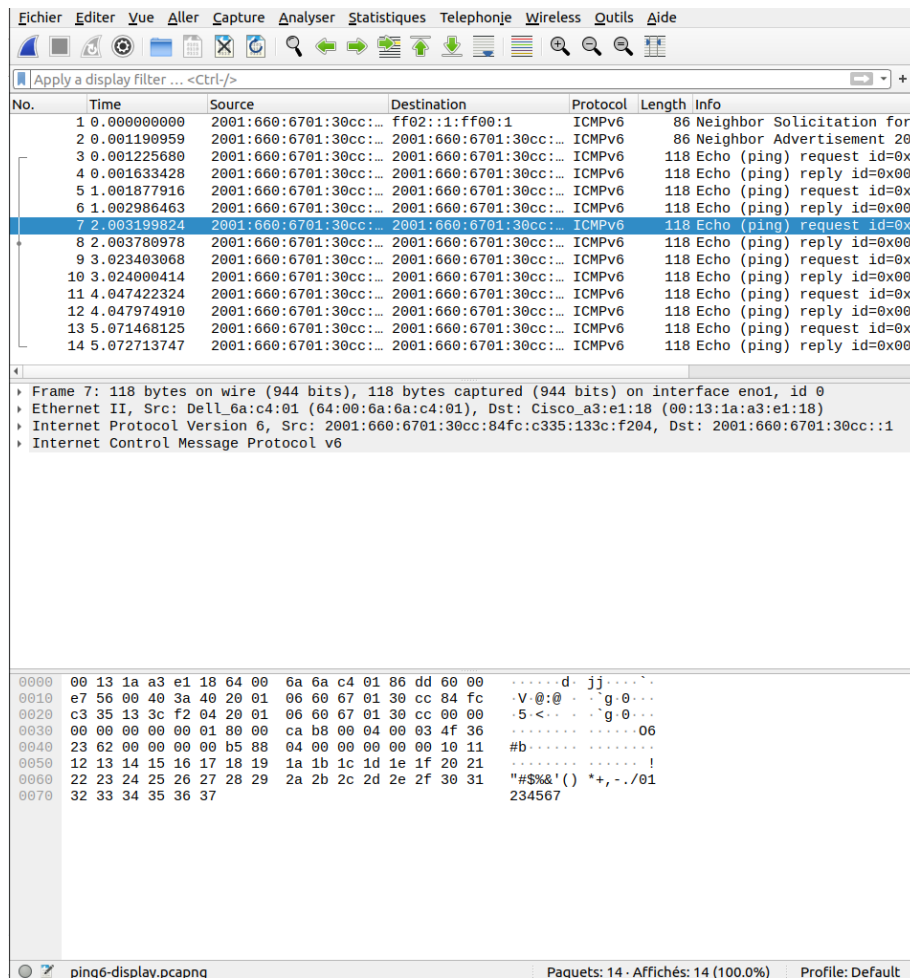 Fichier Editer Vue Aller Capture Analyser Statistiques Telephonie Wireless Outils Aide
Apply a display filter … <Ctrl-/>
No. Time Source Destination Protocol Length Info
1 0.000000000 2001:660:6701:30cc:… ff02::1:ff00:1 ICMPv6 86 Neighbor Solicitation for
2 0.001190959 2001:660:6701:30cc:… 2001:660:6701:30cc:… ICMPv6 86 Neighbor Advertisement 20
3 0.001225680 2001:660:6701:30cc:… 2001:660:6701:30cc:… ICMPv6 118 Echo (ping) request id=0x
4 0.001633428 2001:660:6701:30cc:… 2001:660:6701:30cc:… ICMPv6 118 Echo (ping) reply id=0x00
5 1.001877916 2001:660:6701:30cc:… 2001:660:6701:30cc:… ICMPv6 118 Echo (ping) request id=0x
6 1.002986463 2001:660:6701:30cc:… 2001:660:6701:30cc:… ICMPv6 118 Echo (ping) reply id=0x00
7 2.003199824 2001:660:6701:30cc:… 2001:660:6701:30cc:… ICMPv6 118 Echo (ping) request id=0x
8 2.003780978 2001:660:6701:30cc:… 2001:660:6701:30cc:… ICMPv6 118 Echo (ping) reply id=0x00
9 3.023403068 2001:660:6701:30cc:… 2001:660:6701:30cc:… ICMPv6 118 Echo (ping) request id=0x
10 3.024000414 2001:660:6701:30cc:… 2001:660:6701:30cc:… ICMPv6 118 Echo (ping) reply id=0x00
11 4.047422324 2001:660:6701:30cc:… 2001:660:6701:30cc:… ICMPv6 118 Echo (ping) request id=0x
12 4.047974910 2001:660:6701:30cc:… 2001:660:6701:30cc:… ICMPv6 118 Echo (ping) reply id=0x00
13 5.071468125 2001:660:6701:30cc:… 2001:660:6701:30cc:… ICMPv6 118 Echo (ping) request id=0x
14 5.072713747 2001:660:6701:30cc:… 2001:660:6701:30cc:… ICMPv6 118 Echo (ping) reply id=0x00
Frame 7: 118 bytes on wire (944 bits), 118 bytes captured (944 bits) on interface eno1, id 0
Ethernet II, Src: Dell_6a:c4:01 (64:00:6a:6a:c4:01), Dst: Cisco_a3:e1:18 (00:13:1a:a3:e1:18)
Internet Protocol Version 6, Src: 2001:660:6701:30cc:84fc:c335:133c:f204, Dst: 2001:660:6701:30cc::1
Internet Control Message Protocol v6
0000 00 13 1a a3 e1 18 64 00 6a 6a c4 01 86 dd 60 00 ······d· jj····`·
0010 e7 56 00 40 3a 40 20 01 06 60 67 01 30 cc 84 fc ·V·@:@ · ·`g·0···
0020 c3 35 13 3c f2 04 20 01 06 60 67 01 30 cc 00 00 ·5·<·· · ·`g·0···
0030 00 00 00 00 00 01 80 00 ca b8 00 04 00 03 4f 36 ········ ······O6
0040 23 62 00 00 00 00 b5 88 04 00 00 00 00 00 10 11 #b······ ········
0050 12 13 14 15 16 17 18 19 1a 1b 1c 1d 1e 1f 20 21 ········ ······ !
0060 22 23 24 25 26 27 28 29 2a 2b 2c 2d 2e 2f 30 31 "#$%&'() *+,-./01
0070 32 33 34 35 36 37 234567
ping6-display.pcapng Paquets: 14 · Affichés: 14 (100.0%) Profile: Default